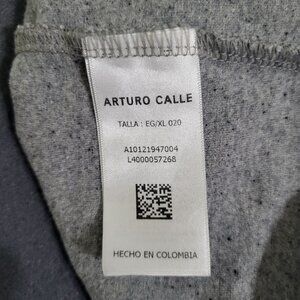 ARTURO CALLE
TALLA : EG/XL 020
A10121947004
L4000057268
HECHO EN COLOMBIA